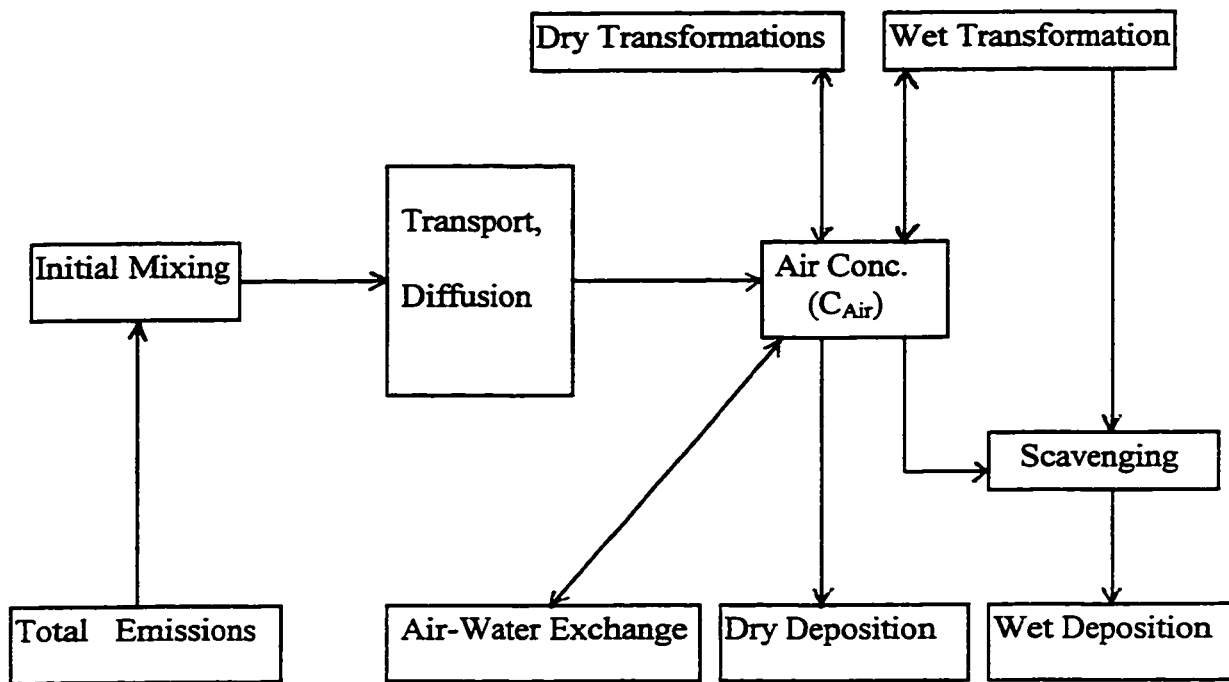 Dry Transformations
Wet Transformation
Transport,
Diffusion
Initial Mixing
Air Conc.
(C_Air)
Scavenging
Total Emissions
Air-Water Exchange
Dry Deposition
Wet Deposition